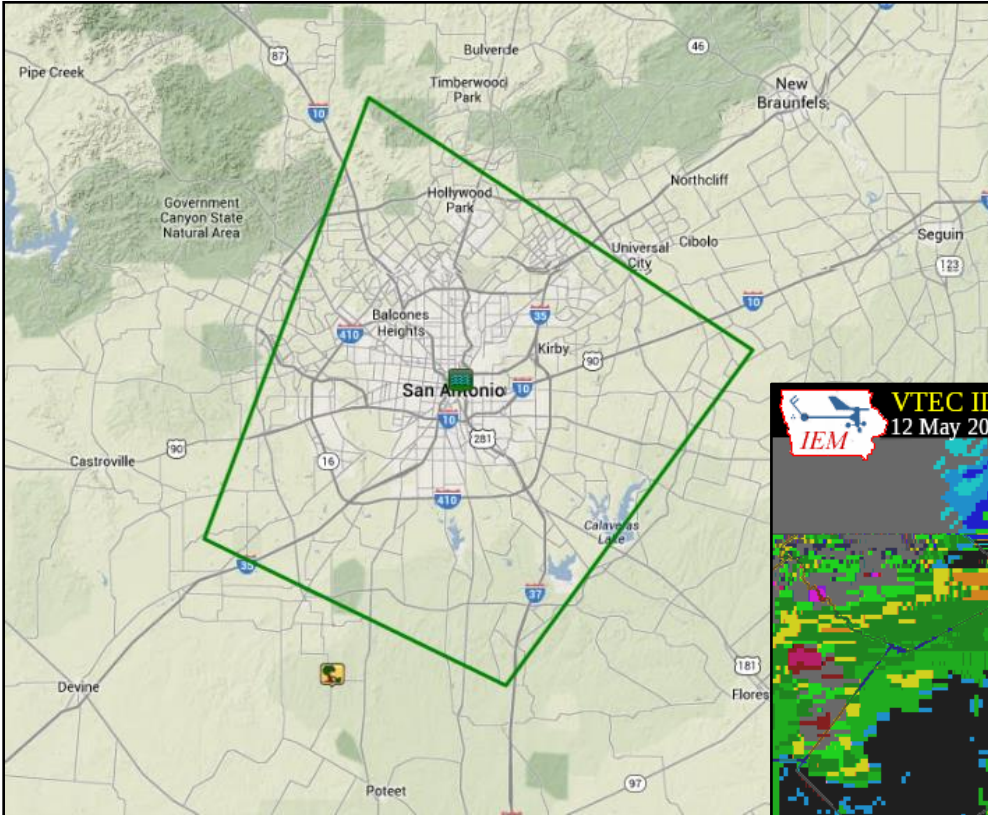 87
Bulverde
46
Pipe Creek
Timberwood
Park
New
Braunfels
10
Hollywood
Park
Northcliff
Government
Canyon State
Natural Area
Universal
City
Cibolo
Seguin
123
10
Balcones
Heights
35
410
Kirby
90
San Antonio
10
10
281
90
Castroville
16
410
Calaveras
Lake
35
37
181
Devine
Flores
97
Poteet
IEM
VTEC
12 May 20